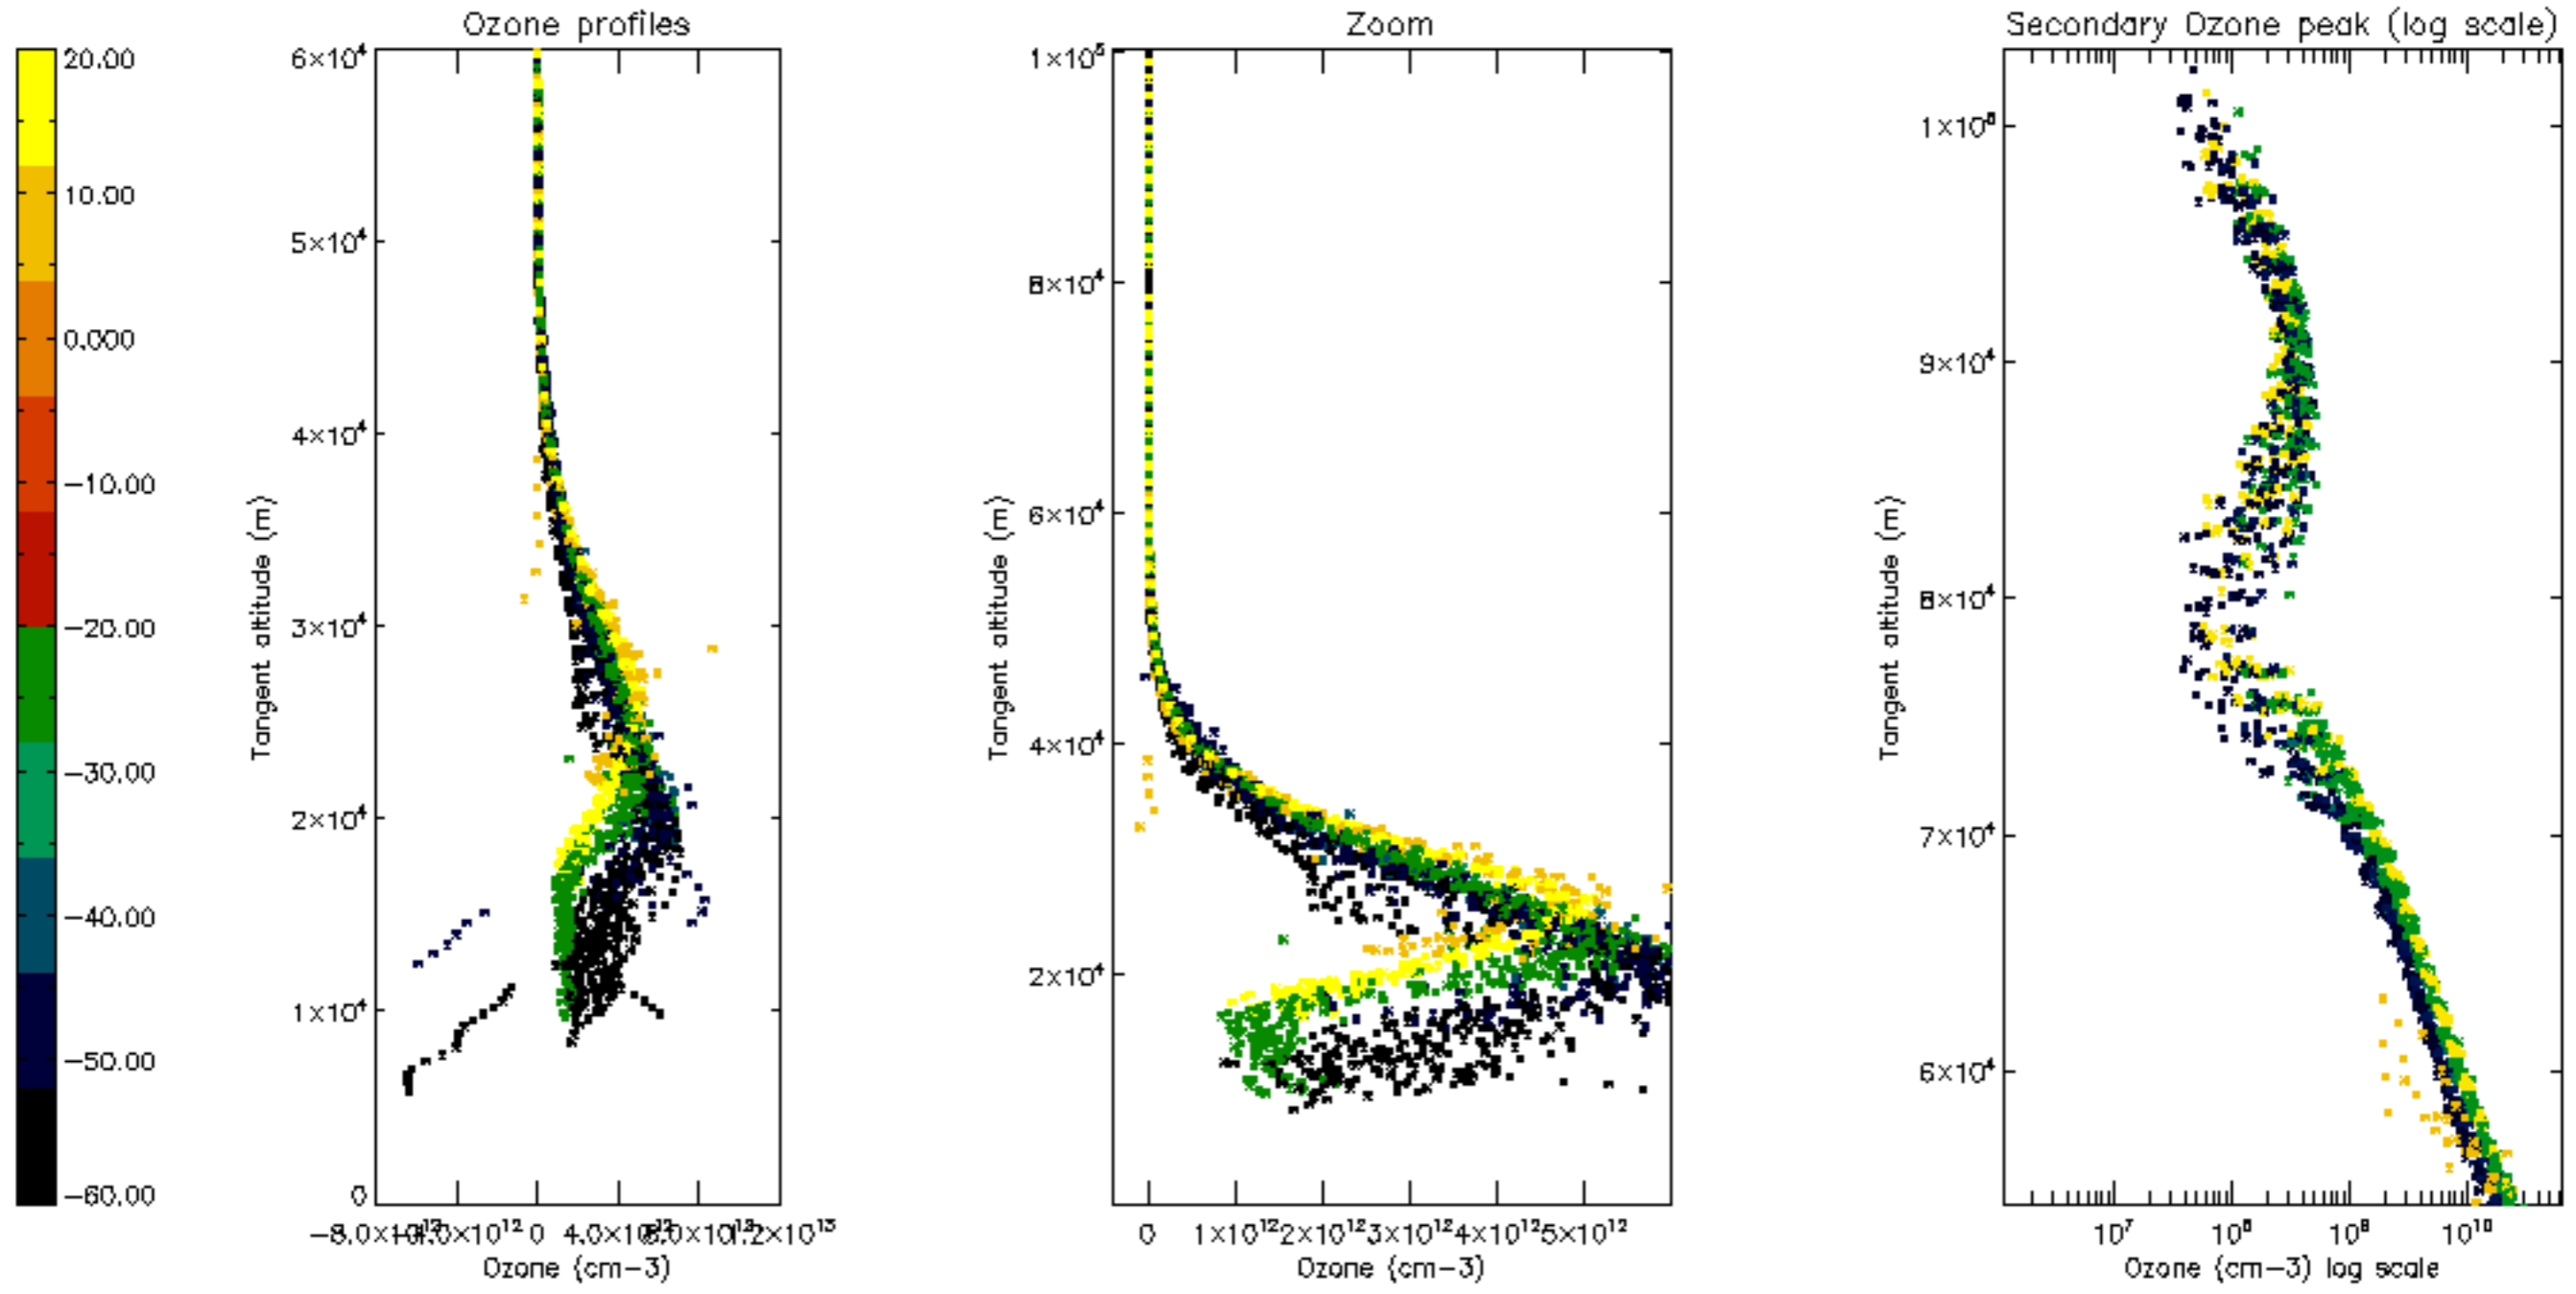 Ozone profiles
Zoom
Secondary Ozone peak (log scale)
20.00
10.00
0.000
−10.00
−20.00
−30.00
−40.00
−50.00
−60.00
6×10⁴
5×10⁴
4×10⁴
3×10⁴
2×10⁴
1×10⁴
0
Tangent altitude (m)
0
Ozone (cm−3)
1×10⁵
8×10⁴
6×10⁴
4×10⁴
2×10⁴
Tangent altitude (m)
0 1×10¹² 2×10¹² 3×10¹² 4×10¹² 5×10¹²
Ozone (cm−3)
1×10⁵
9×10⁴
8×10⁴
7×10⁴
6×10⁴
Tangent altitude (m)
10⁷ 10⁸ 10⁹ 10¹⁰
Ozone (cm−3) log scale